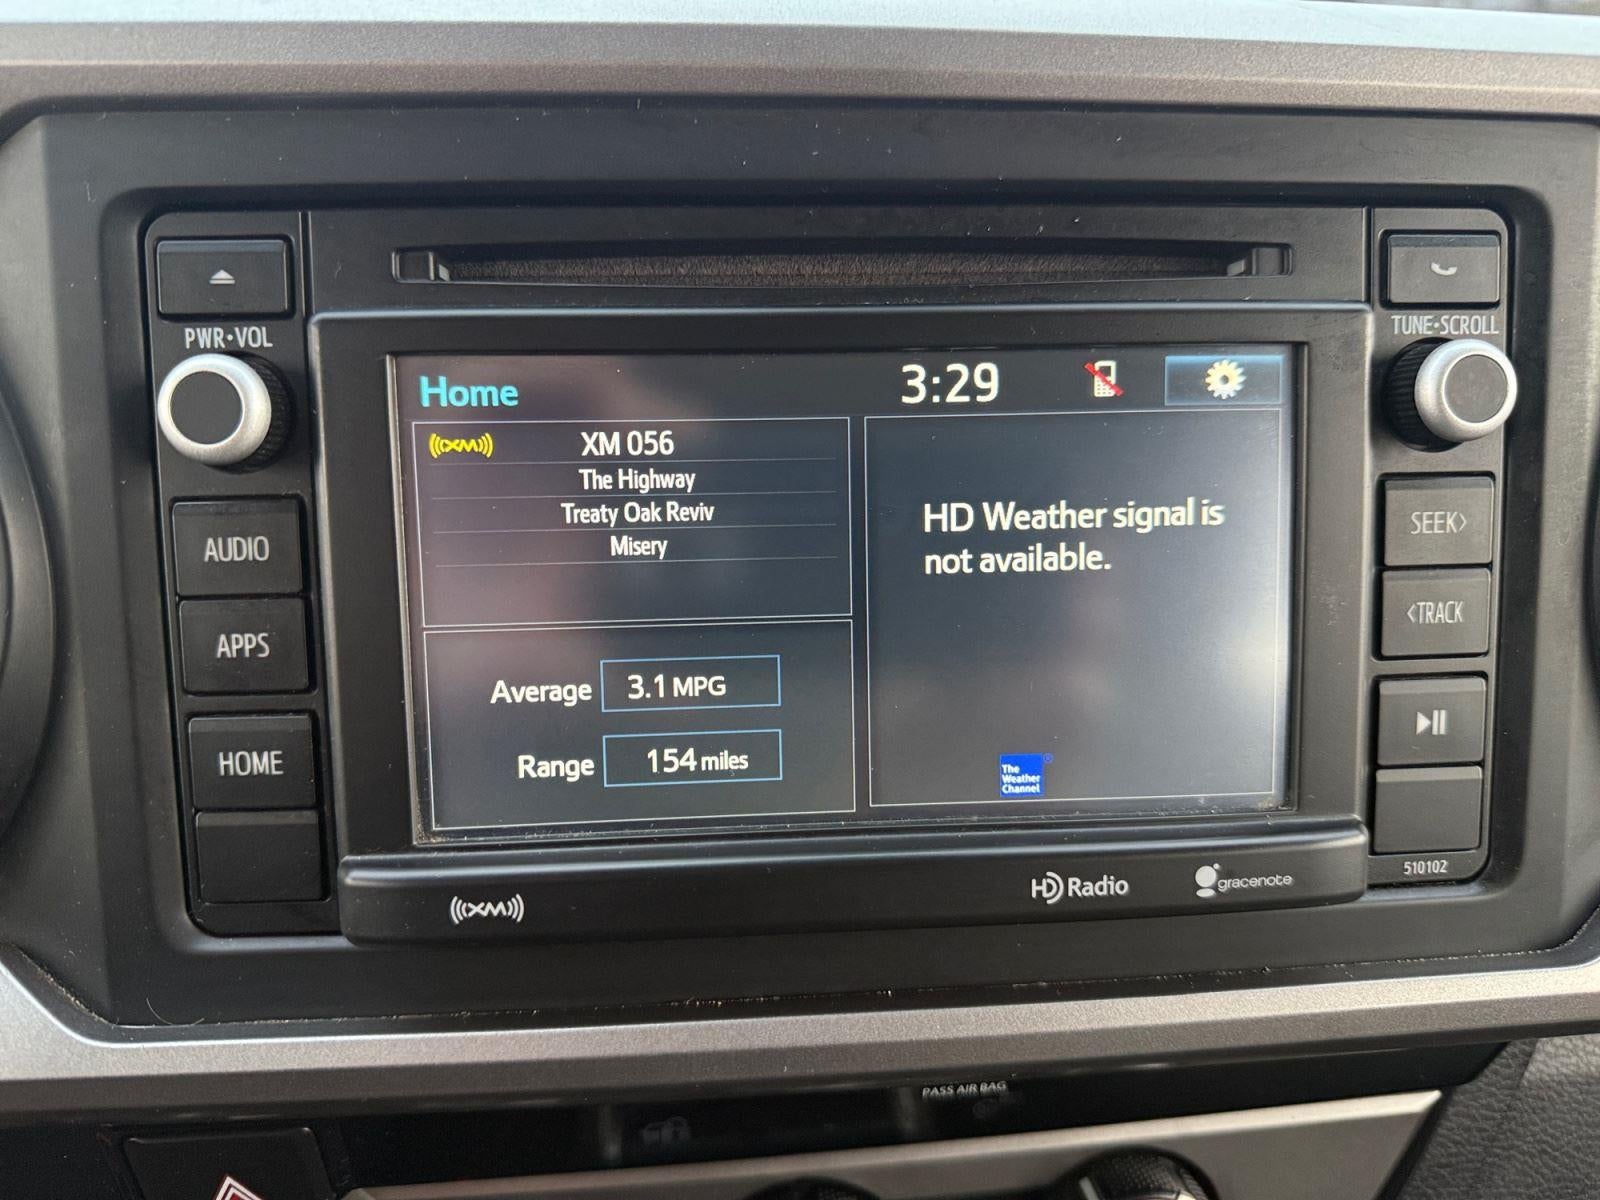 PWR•VOL
AUDIO
APPS
HOME
Home
3:29
((XM))
XM 056
The Highway
Treaty Oak Reviv
Misery
Average 3.1 MPG
Range 154 miles
HD Weather signal is
not available.
The
Weather
Channel
®
TUNE•SCROLL
SEEK>
<TRACK
510102
((XM))
HD Radio
gracenote
PASS AIR BAG